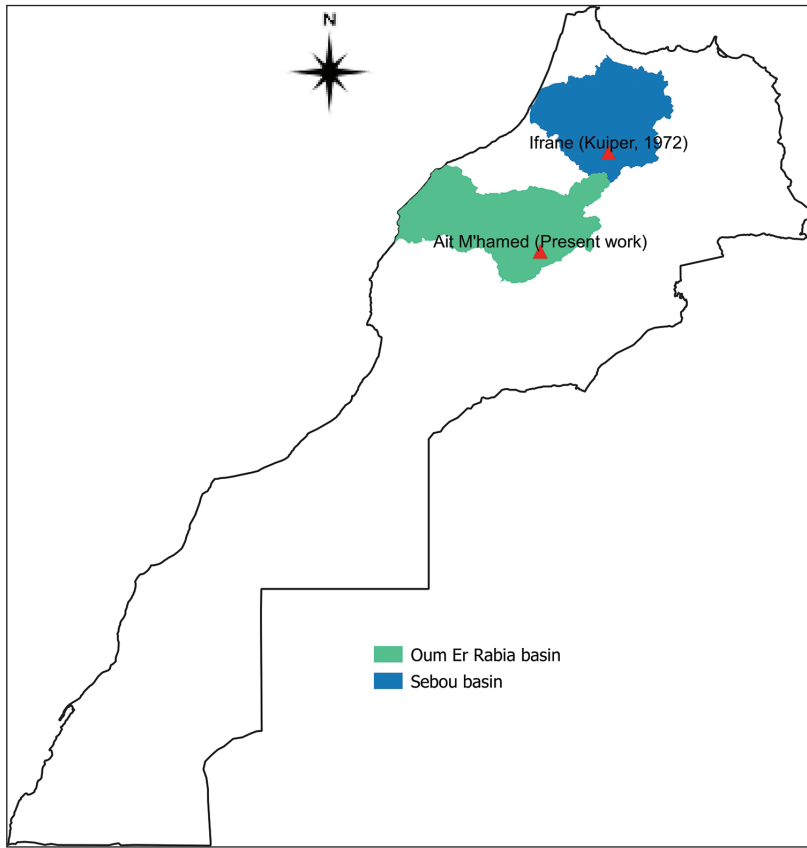 N
Ifrane (Kuiper, 1972)
Ait M'hamed (Present work)
Oum Er Rabia basin
Sebou basin